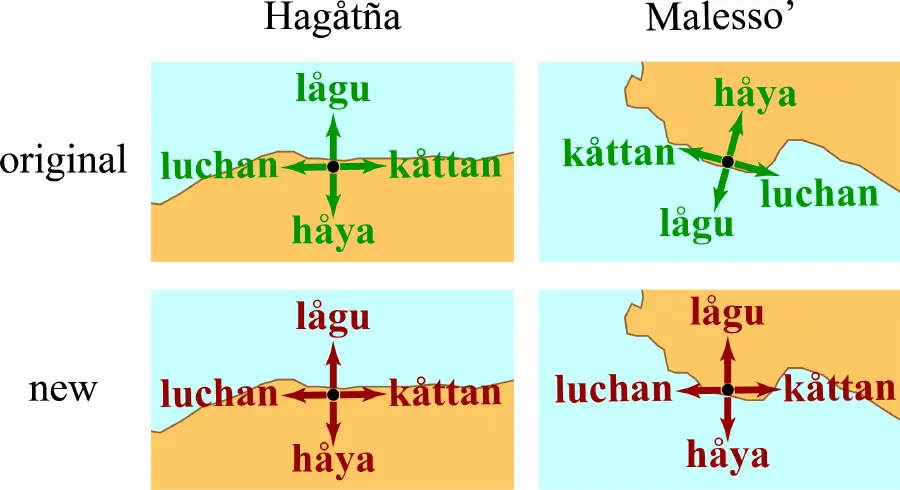 Hagåtña Malesso’
original
lågu
luchan kåttan
håya
håya
kåttan
luchan
lågu
new
lågu
luchan kåttan
håya
lågu
luchan kåttan
håya